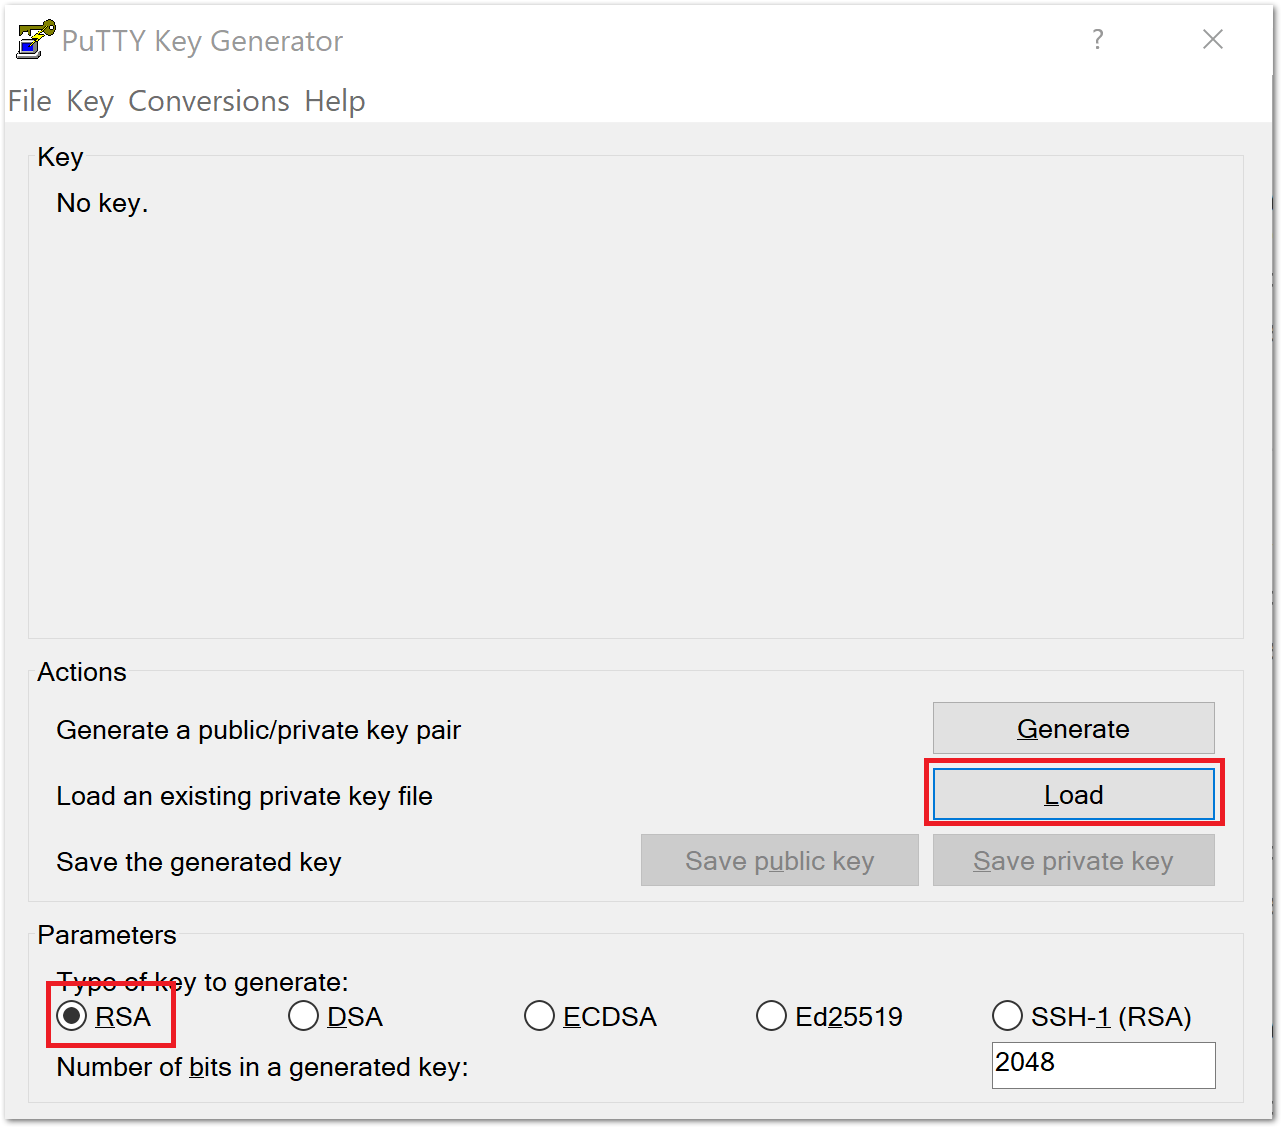 PuTTY Key Generator ?
File Key Conversions Help
Key
No key.
Actions
Generate a public/private key pair Generate
Load an existing private key file Load
Save the generated key Save public key Save private key
Parameters
Type of key to generate:
RSA DSA ECDSA Ed25519 SSH-1 (RSA)
Number of bits in a generated key: 2048